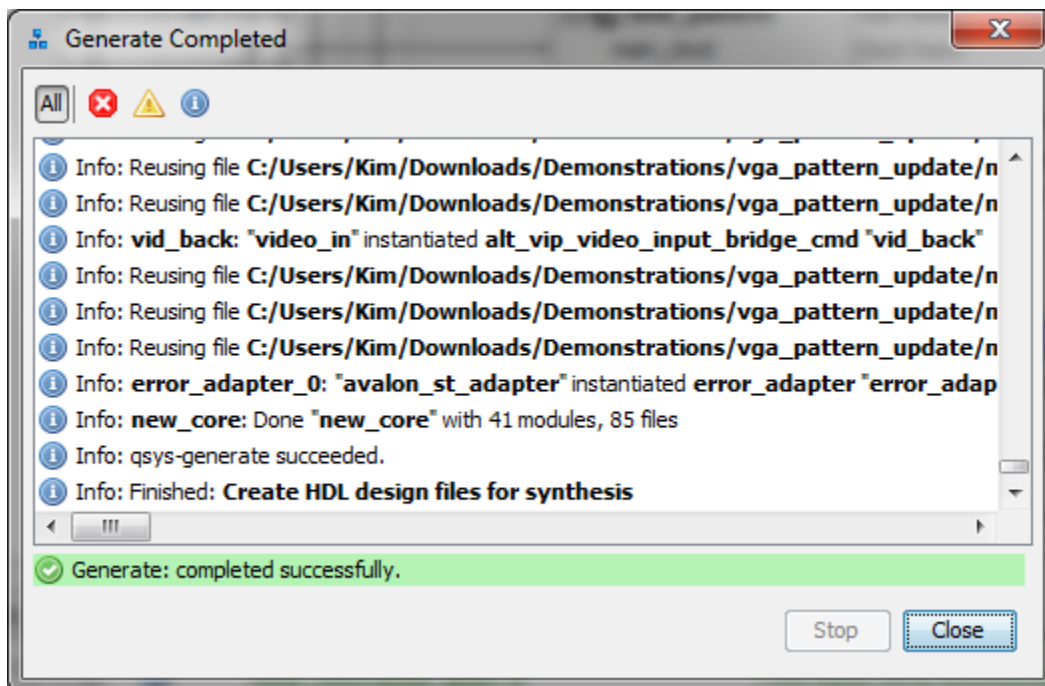 Generate Completed
All
Info: Reusing file C:/Users/Kim/Downloads/Demonstrations/vga_pattern_update/n
Info: Reusing file C:/Users/Kim/Downloads/Demonstrations/vga_pattern_update/n
Info: vid_back: "video_in" instantiated alt_vip_video_input_bridge_cmd "vid_back"
Info: Reusing file C:/Users/Kim/Downloads/Demonstrations/vga_pattern_update/n
Info: Reusing file C:/Users/Kim/Downloads/Demonstrations/vga_pattern_update/n
Info: Reusing file C:/Users/Kim/Downloads/Demonstrations/vga_pattern_update/n
Info: error_adapter_0: "avalon_st_adapter" instantiated error_adapter "error_adap
Info: new_core: Done "new_core" with 41 modules, 85 files
Info: qsys-generate succeeded.
Info: Finished: Create HDL design files for synthesis
Generate: completed successfully.
Stop Close